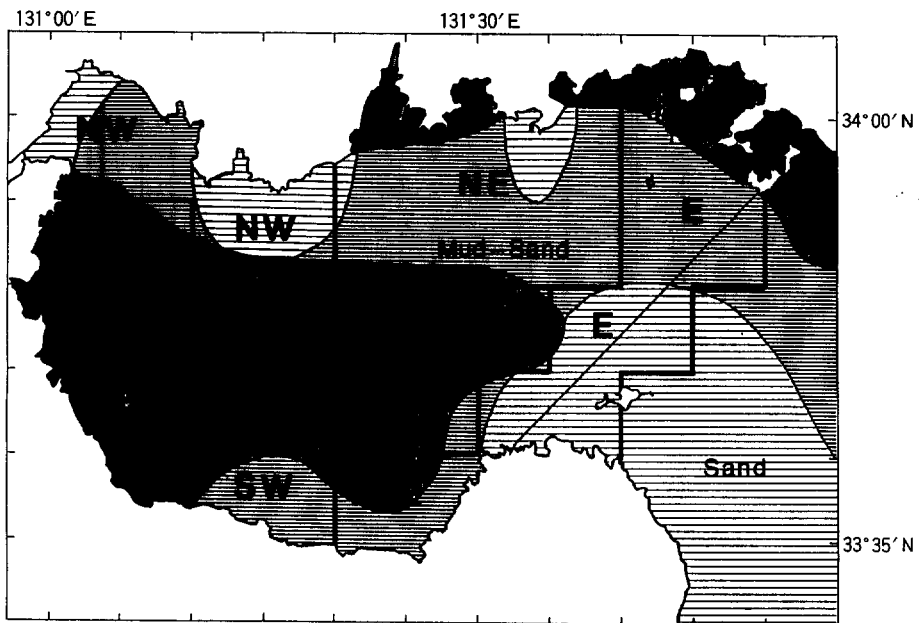 131°00′E
131°30′E
34°00′N
NW
NE
E
NW
Mud-Sand
E
Sand
SW
33°35′N